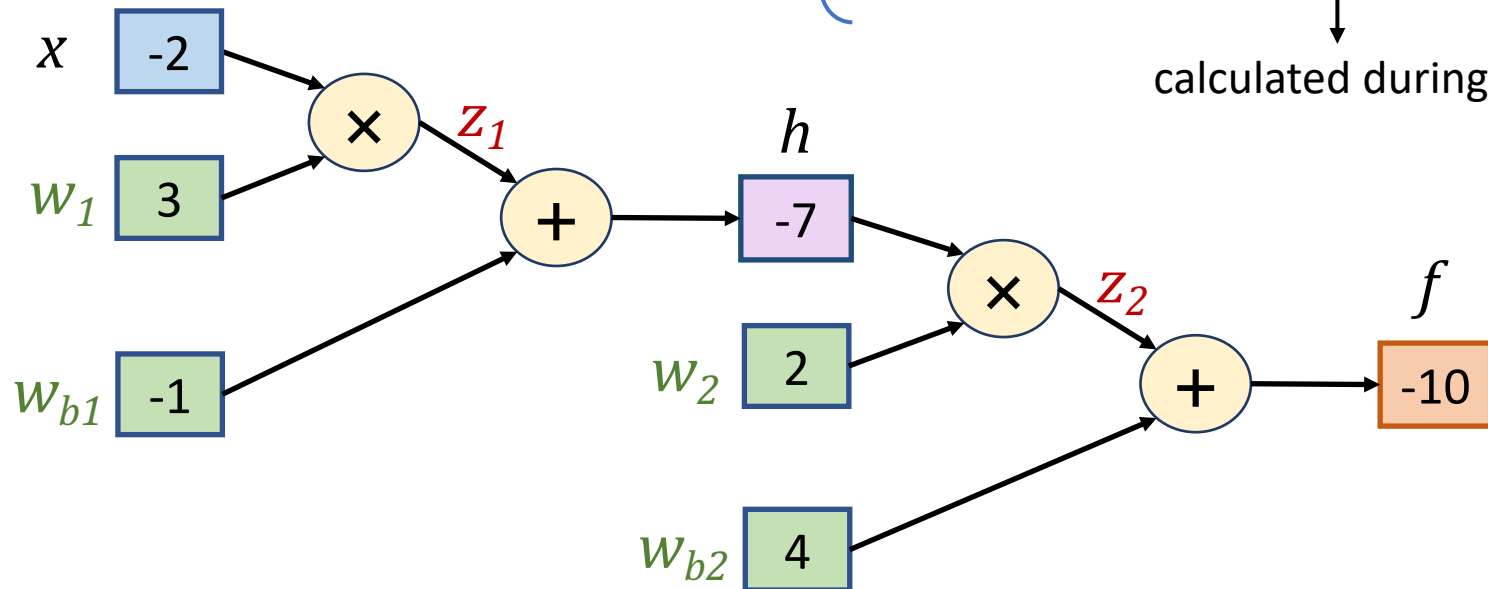 x
-2
×
z1
w1
3
+
wb1
-1
h
-7
×
z2
w2
2
+
wb2
4
f
-10
calculated during